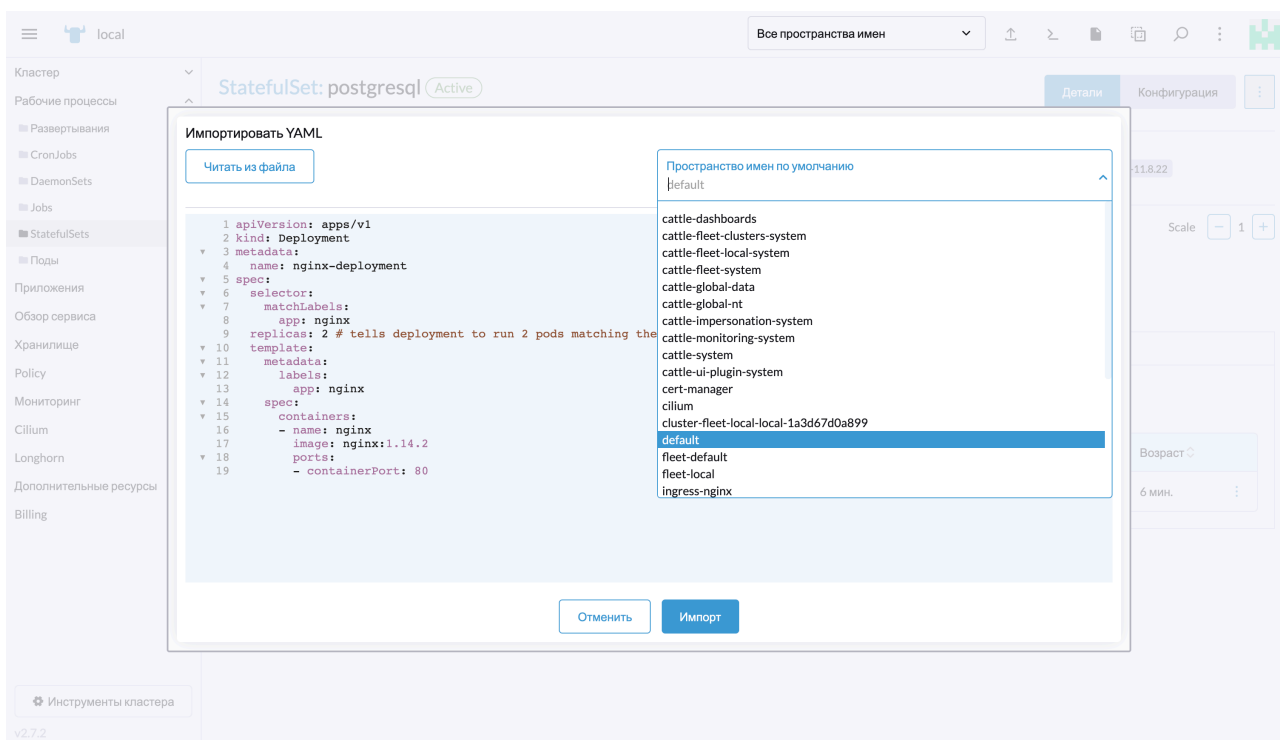 local
Все пространства имен
Кластер
Рабочие процессы
Развертывания
CronJobs
DaemonSets
Jobs
StatefulSets
Поды
Приложения
Обзор сервиса
Хранилище
Policy
Мониторинг
Cilium
Longhorn
Дополнительные ресурсы
Billing
Инструменты кластера
v2.7.2
StatefulSet: postgresql Active
Детали
Конфигурация
-11.8.22
Scale
1
Возраст
6 мин.
Импортировать YAML
Читать из файла
Пространство имен по умолчанию
default
1 apiVersion: apps/v1
2 kind: Deployment
3 metadata:
4 name: nginx-deployment
5 spec:
6 selector:
7 matchLabels:
8 app: nginx
9 replicas: 2 # tells deployment to run 2 pods matching the
10 template:
11 metadata:
12 labels:
13 app: nginx
14 spec:
15 containers:
16 - name: nginx
17 image: nginx:1.14.2
18 ports:
19 - containerPort: 80
cattle-dashboards
cattle-fleet-clusters-system
cattle-fleet-local-system
cattle-fleet-system
cattle-global-data
cattle-global-nt
cattle-impersonation-system
cattle-monitoring-system
cattle-system
cattle-ui-plugin-system
cert-manager
cilium
cluster-fleet-local-local-1a3d67d0a899
default
fleet-default
fleet-local
ingress-nginx
Отменить
Импорт